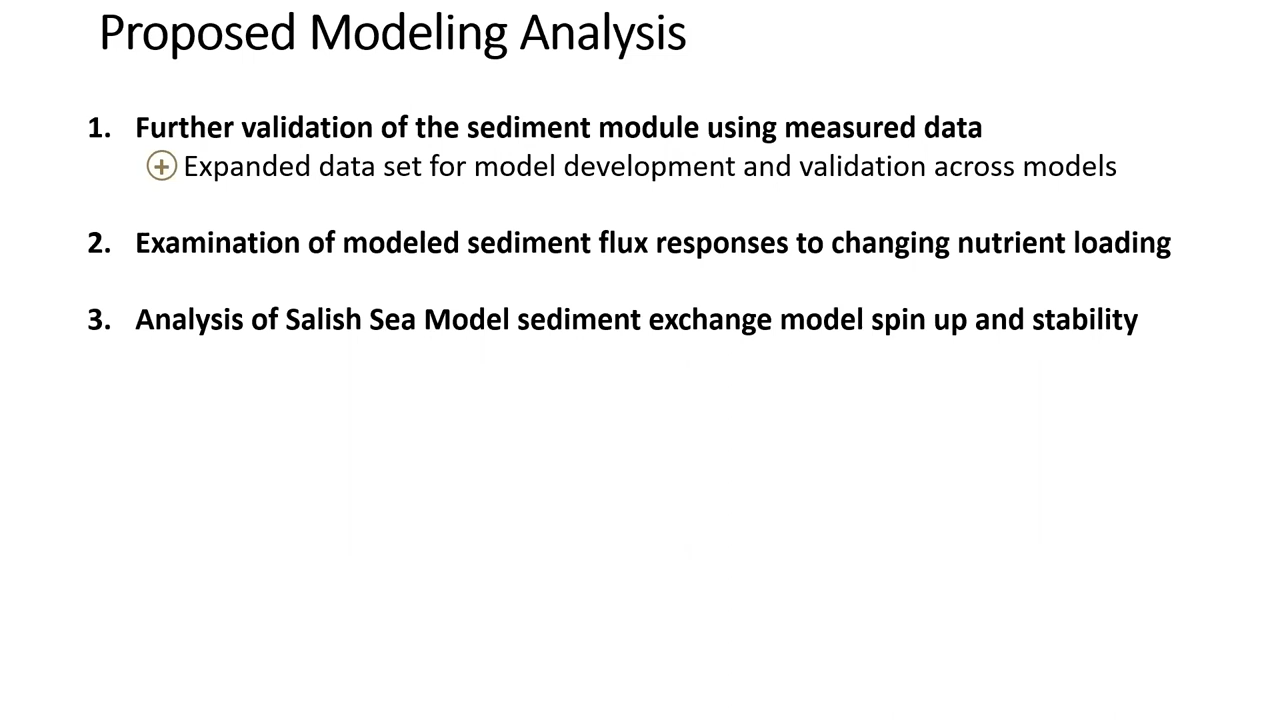 Proposed Modeling Analysis
1. Further validation of the sediment module using measured data
⊕ Expanded data set for model development and validation across models
2. Examination of modeled sediment flux responses to changing nutrient loading
3. Analysis of Salish Sea Model sediment exchange model spin up and stability